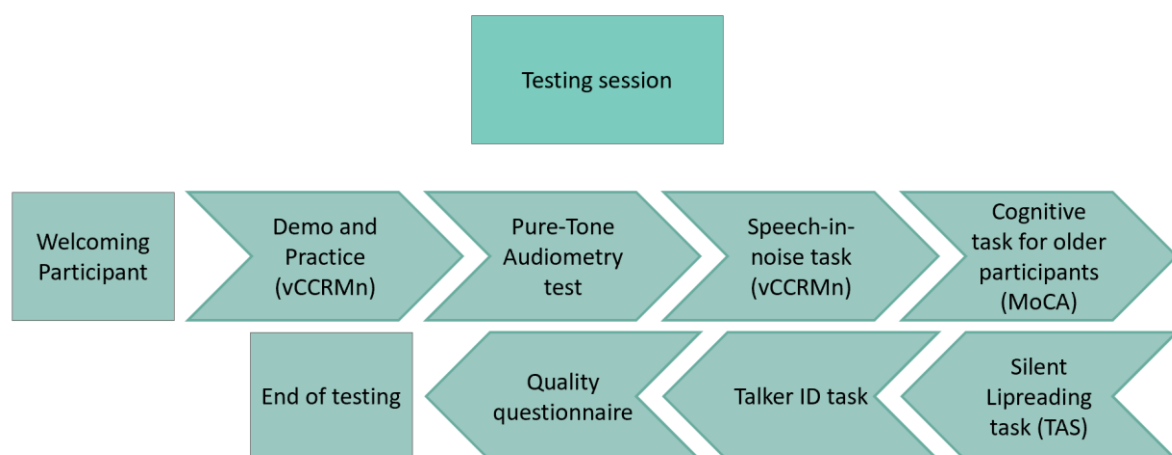 Testing session
Welcoming
Participant
Demo and
Practice
(vCCRMn)
Pure-Tone
Audiometry
test
Speech-in-
noise task
(vCCRMn)
Cognitive
task for older
participants
(MoCA)
Silent
Lipreading
task (TAS)
Talker ID task
Quality
questionnaire
End of testing